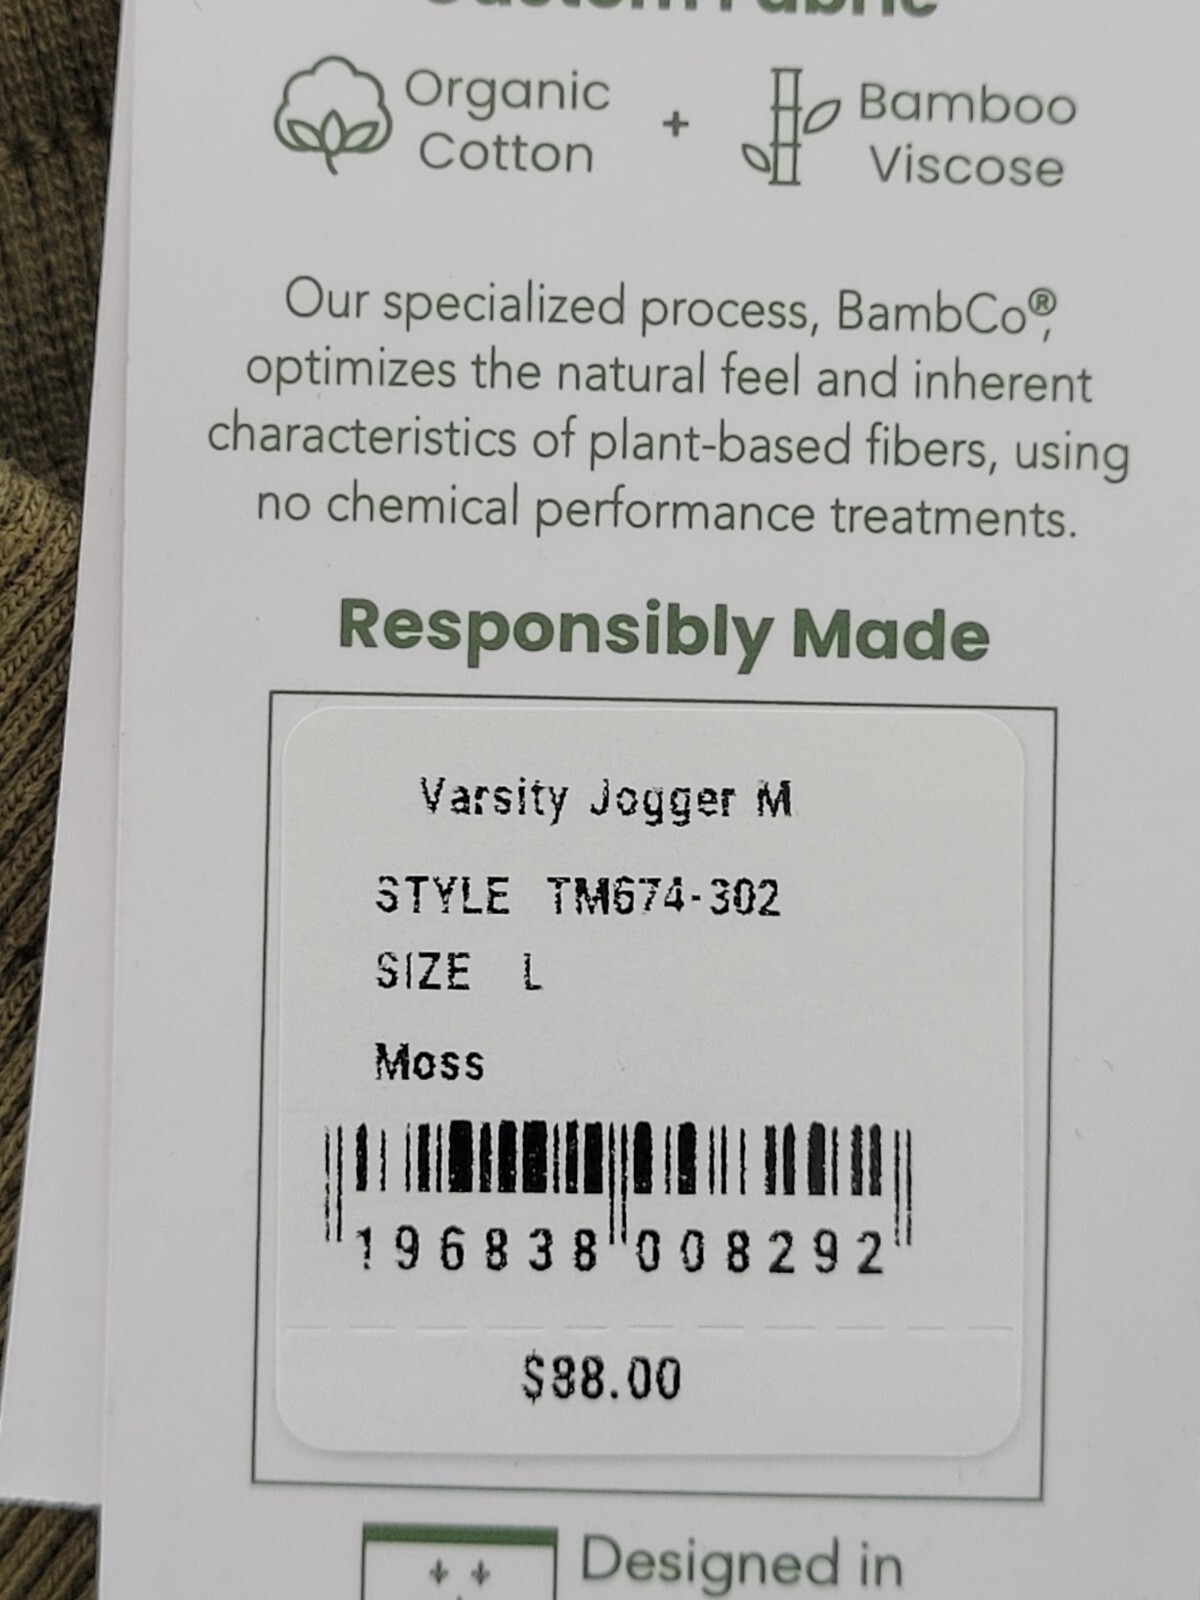 Custom Fabric
Organic
Cotton
+
Bamboo
Viscose
Our specialized process, BambCo®,
optimizes the natural feel and inherent
characteristics of plant-based fibers, using
no chemical performance treatments.
Responsibly Made
Varsity Jogger M
STYLE TM674-302
SIZE L
Moss
196838 008292
$88.00
Designed in